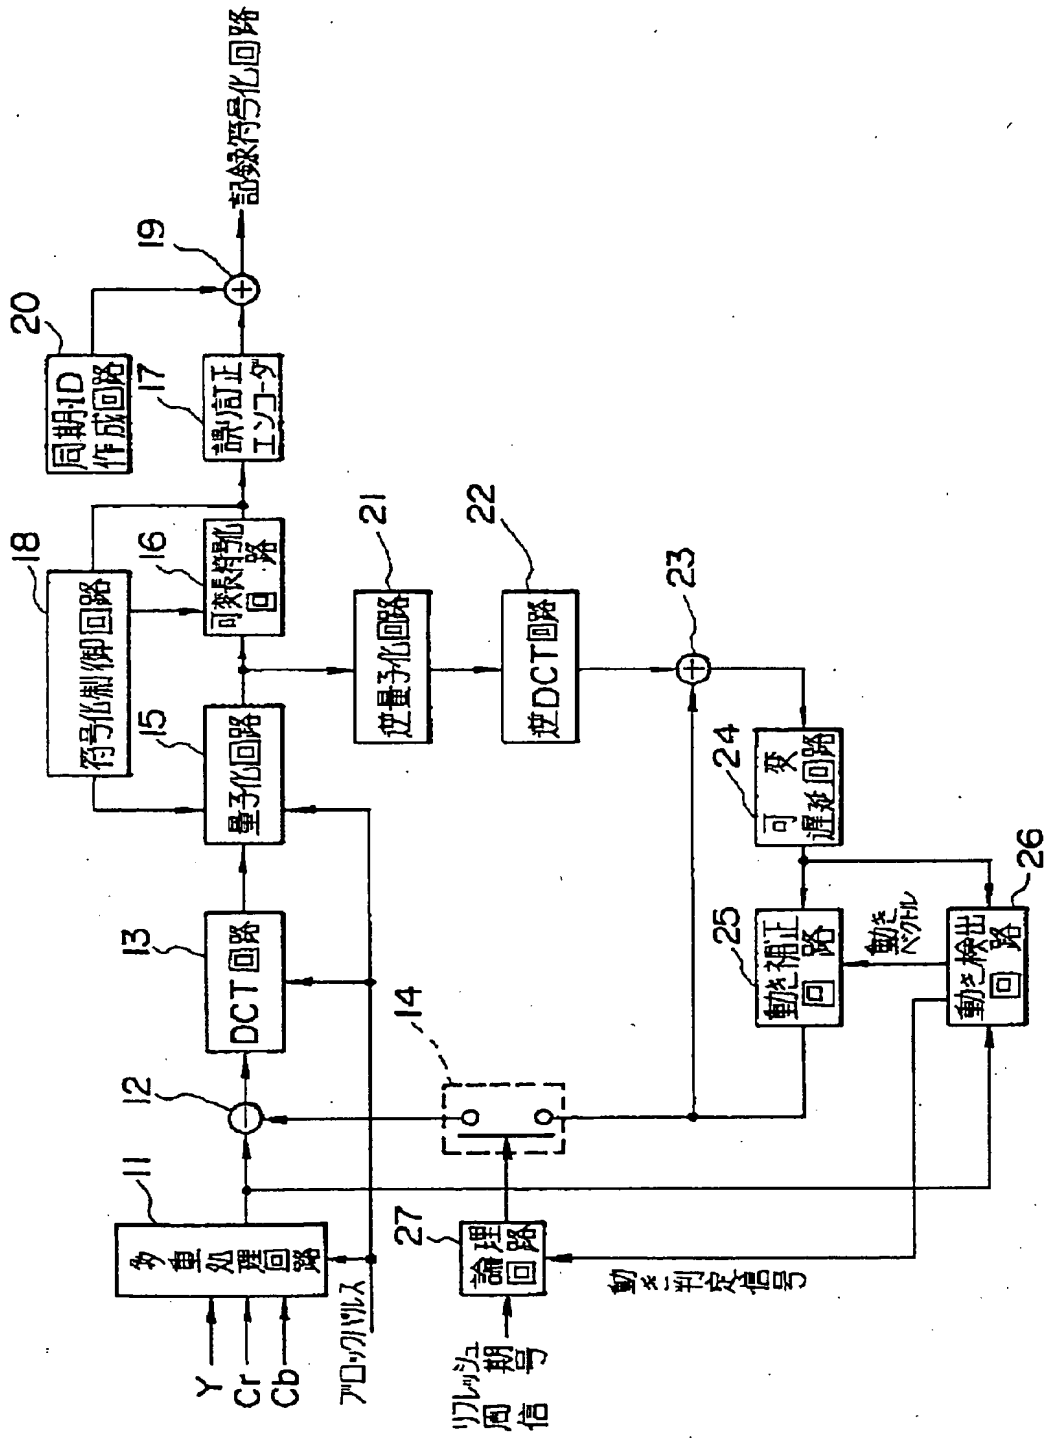 Y
Cr
Cb
多重処理回路
11
ブロックパルス
12
DCT回路
13
14
量子化回路
15
符号化制御回路
18
可変長符号化
回路
16
誤り訂正
エンコーダ
17
同期・ID
作成回路
20
19
記録符号化回路
逆量子化回路
21
逆DCT回路
22
23
可変
遅延回路
24
動き補正
回路
25
動き
ベクトル
動き検出
回路
26
動き判定信号
論理
回路
27
リフレッシュ
周期
信号